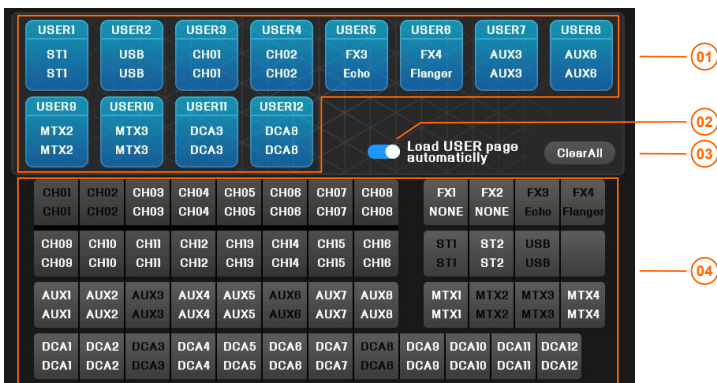 USER1 USER2 USER3 USER4 USER5 USER6 USER7 USER8
ST1 USB CH01 CH02 FX3 FX4 AUX3 AUX6
ST1 USB CH01 CH02 Echo Flanger AUX3 AUX6
01
USER9 USER10 USER11 USER12
MTX2 MTX3 DCA3 DCA8
MTX2 MTX3 DCA3 DCA8
02
Load USER page
automaticlly
ClearAll
03
CH01 CH02 CH03 CH04 CH05 CH06 CH07 CH08 FX1 FX2 FX3 FX4
CH01 CH02 CH03 CH04 CH05 CH06 CH07 CH08 NONE NONE Echo Flanger
CH09 CH10 CH11 CH12 CH13 CH14 CH15 CH16 ST1 ST2 USB
CH09 CH10 CH11 CH12 CH13 CH14 CH15 CH16 ST1 ST2 USB
04
AUX1 AUX2 AUX3 AUX4 AUX5 AUX6 AUX7 AUX8 MTX1 MTX2 MTX3 MTX4
AUX1 AUX2 AUX3 AUX4 AUX5 AUX6 AUX7 AUX8 MTX1 MTX2 MTX3 MTX4
DCA1 DCA2 DCA3 DCA4 DCA5 DCA6 DCA7 DCA8 DCA9 DCA10 DCA11 DCA12
DCA1 DCA2 DCA3 DCA4 DCA5 DCA6 DCA7 DCA8 DCA9 DCA10 DCA11 DCA12